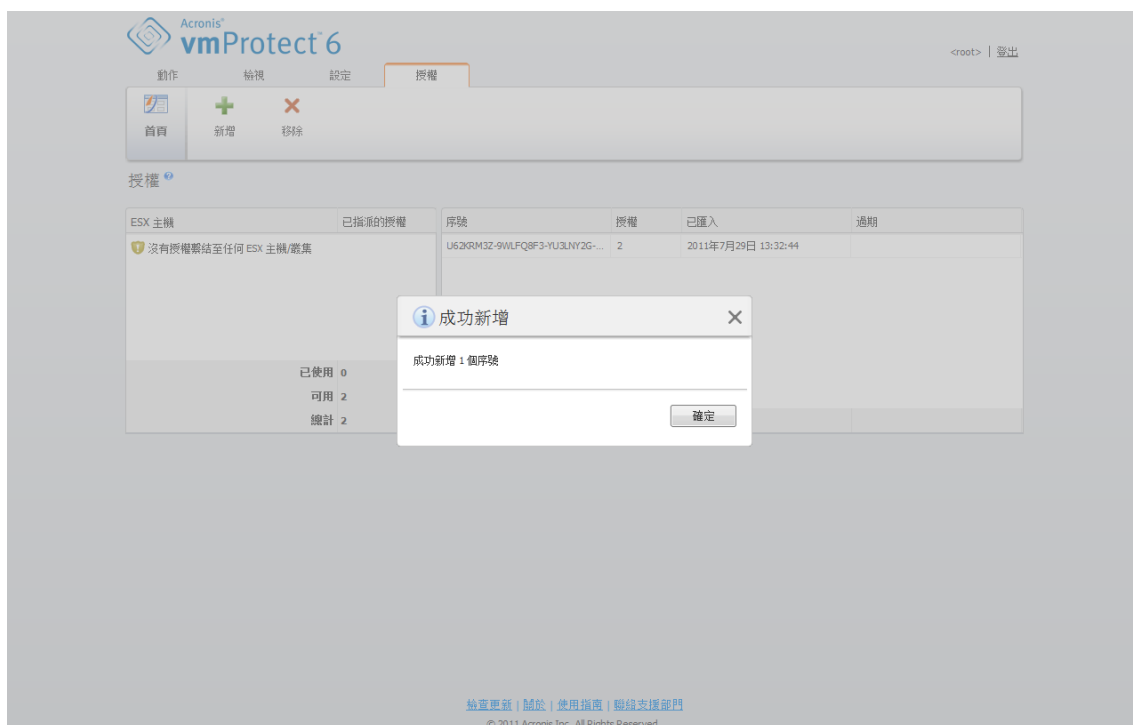 Acronis®
vmProtect™ 6
<root> | 登出
動作 檢視 設定 授權
首頁 新增 移除
授權
ESX 主機 已指派的授權 序號 授權 已匯入 過期
沒有授權繫結至任何 ESX 主機/叢集 U62KRM3Z-9WLFQ8F3-YU3LNY2G-... 2 2011年7月29日 13:32:44
成功新增
成功新增 1 個序號
確定
已使用 0
可用 2
總計 2
檢查更新 | 關於 | 使用指南 | 聯絡支援部門
© 2011 Acronis Inc. All Rights Reserved.